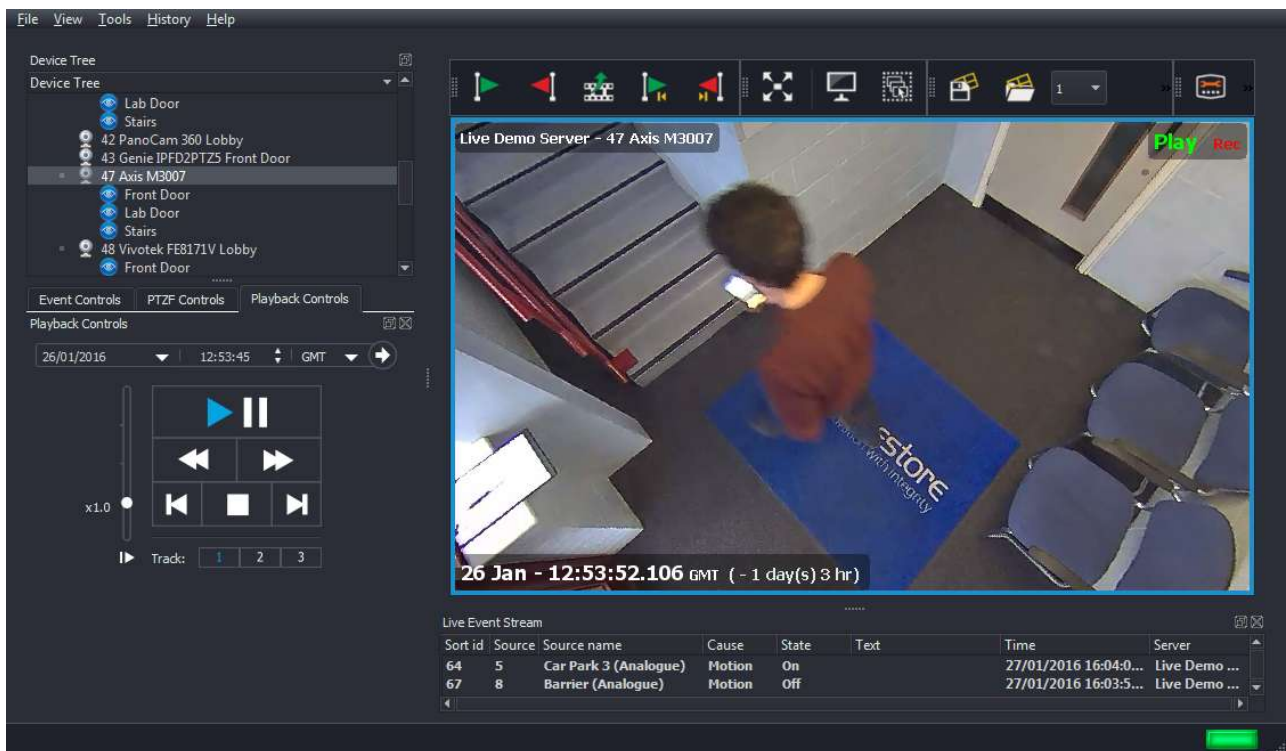 File View Tools History Help
Device Tree
Device Tree
Lab Door
Stairs
42 PanoCam 360 Lobby
43 Genie IPFD2PTZ5 Front Door
47 Axis M3007
Front Door
Lab Door
Stairs
48 Vivotek FE8171V Lobby
Front Door
Event Controls PTZF Controls Playback Controls
Playback Controls
26/01/2016 12:53:45 GMT
x1.0
Track: 1 2 3
1
Live Demo Server - 47 Axis M3007
Play Rec
with integrity
26 Jan - 12:53:52.106 GMT ( - 1 day(s) 3 hr)
Live Event Stream
Sort id Source Source name Cause State Text Time Server
64 5 Car Park 3 (Analogue) Motion On 27/01/2016 16:04:0... Live Demo ...
67 8 Barrier (Analogue) Motion Off 27/01/2016 16:03:5... Live Demo ...